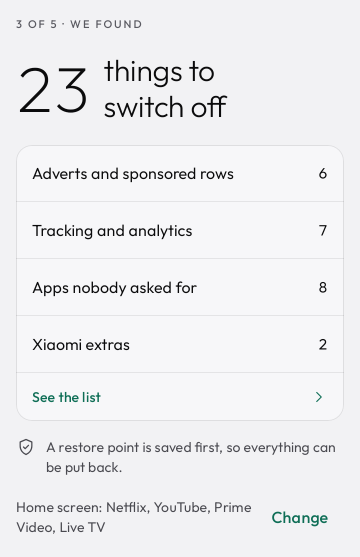 3 OF 5 · WE FOUND
23 things to
switch off
Adverts and sponsored rows 6
Tracking and analytics 7
Apps nobody asked for 8
Xiaomi extras 2
See the list
A restore point is saved first, so everything can
be put back.
Home screen: Netflix, YouTube, Prime
Video, Live TV
Change